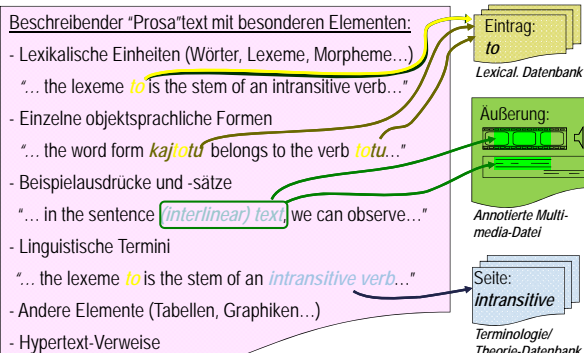 Beschreibender “Prosa”text mit besonderen Elementen:
- Lexikalische Einheiten (Wörter, Lexeme, Morpheme…)
“… the lexeme to is the stem of an intransitive verb…”
- Einzelne objektsprachliche Formen
“… the word form kajtotu belongs to the verb totu…”
- Beispielausdrücke und -sätze
“… in the sentence (interlinear) text, we can observe…”
- Linguistische Termini
“… the lexeme to is the stem of an intransitive verb…”
- Andere Elemente (Tabellen, Graphiken…)
- Hypertext-Verweise
Eintrag:
to
Lexical. Datenbank
Äußerung:
Annotierte Multi-
media-Datei
Seite:
intransitive
Terminologie/
Theorie-Datenbank